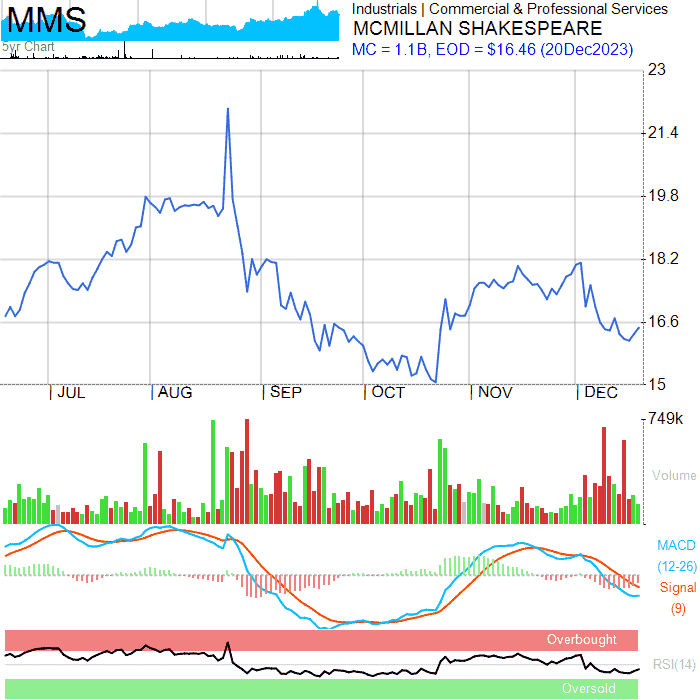 MMS
5yr Chart
Industrials | Commercial & Professional Services
MCMILLAN SHAKESPEARE
MC = 1.1B, EOD = $16.46 (20Dec2023)
23
21.4
19.8
18.2
16.6
15
| JUL | AUG | SEP | OCT | NOV | DEC
749k
Volume
MACD
(12-26)
Signal
(9)
Overbought
RSI(14)
Oversold